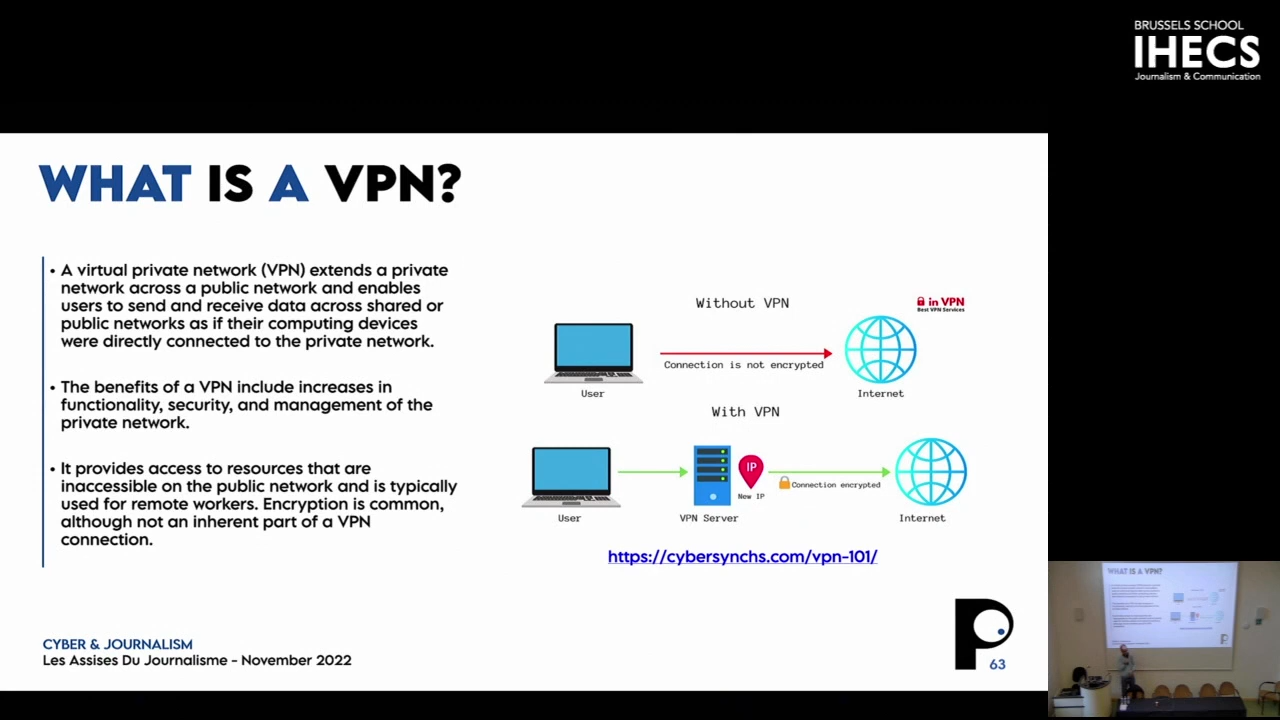 BRUSSELS SCHOOL
IHECS
Journalism & Communication
WHAT IS A VPN?
• A virtual private network (VPN) extends a private
network across a public network and enables
users to send and receive data across shared or
public networks as if their computing devices
were directly connected to the private network.
• The benefits of a VPN include increases in
functionality, security, and management of the
private network.
• It provides access to resources that are
inaccessible on the public network and is typically
used for remote workers. Encryption is common,
although not an inherent part of a VPN
connection.
Without VPN
in VPN
Best VPN Services
Connection is not encrypted
User
Internet
With VPN
IP
New IP
Connection encrypted
User
VPN Server
Internet
https://cybersynchs.com/vpn-101/
CYBER & JOURNALISM
Les Assises Du Journalisme - November 2022
P
63
WHAT IS A VPN?